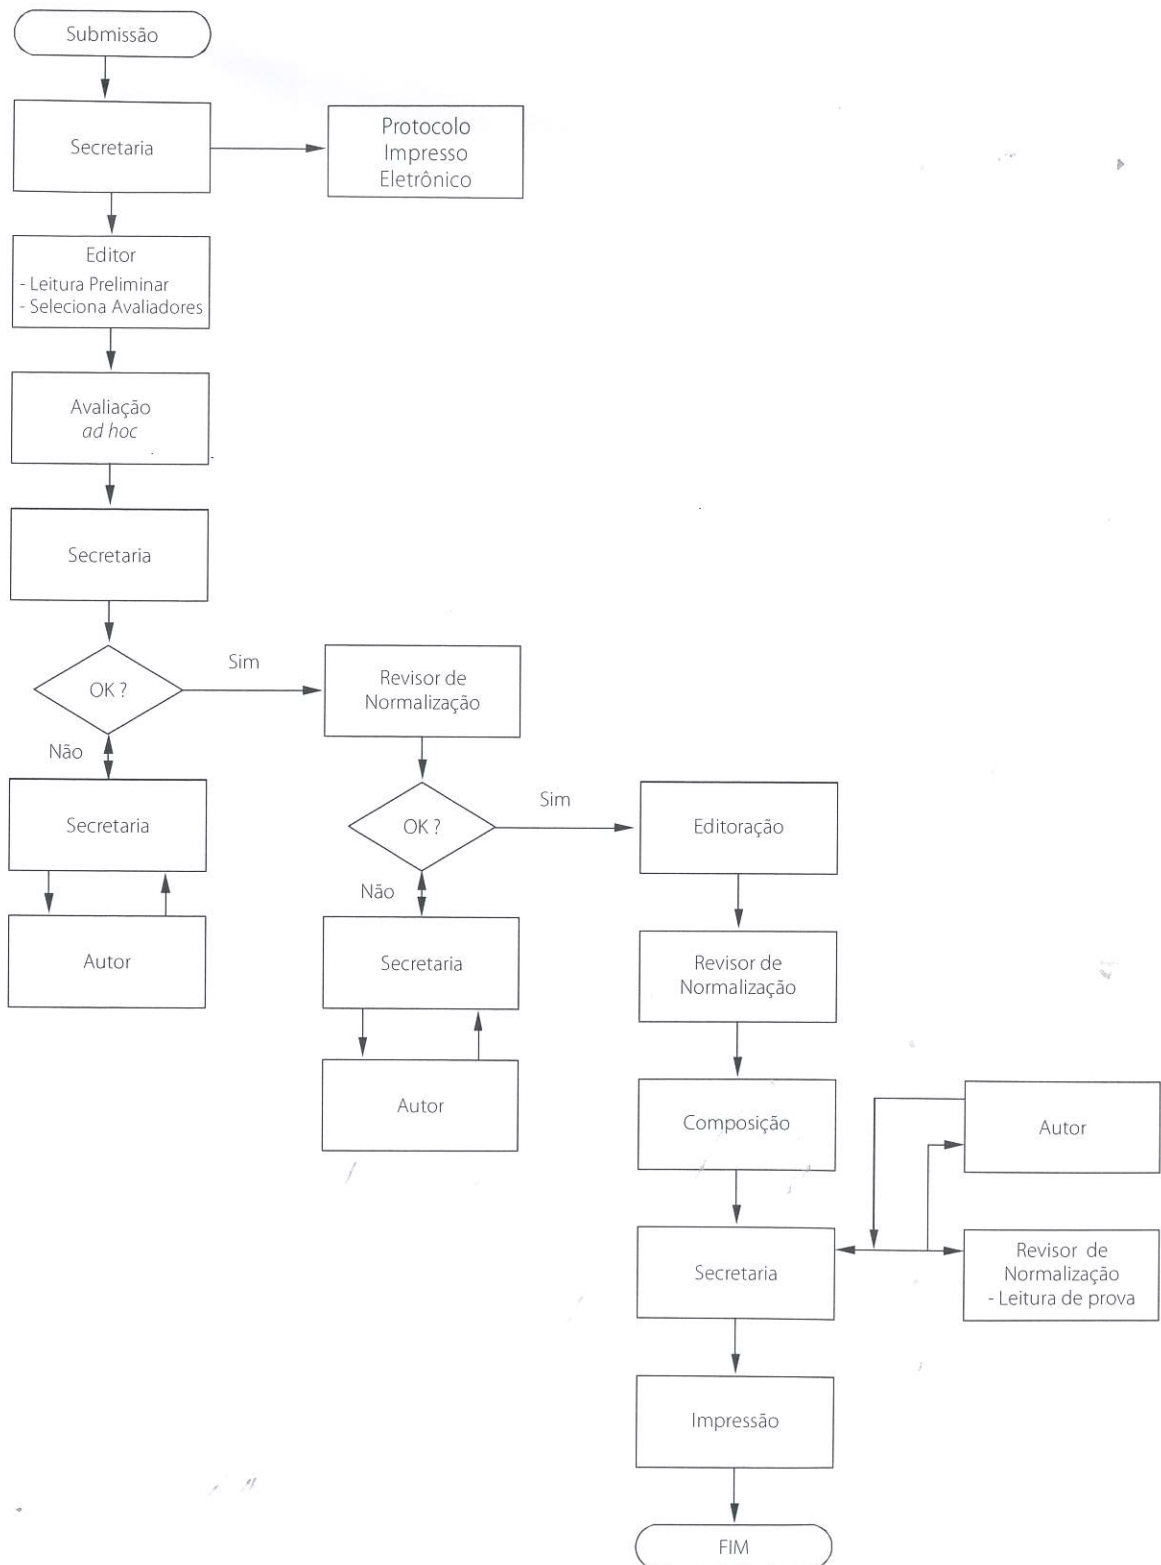 Submissão
Secretaria
Protocolo
Impresso
Eletrônico
Editor
- Leitura Preliminar
- Seleciona Avaliadores
Avaliação
ad hoc
Secretaria
OK ?
Sim
Revisor de
Normalização
Não
Secretaria
Autor
OK ?
Sim
Editoração
Não
Secretaria
Autor
Revisor de
Normalização
Composição
Autor
Secretaria
Revisor de
Normalização
- Leitura de prova
Impressão
FIM